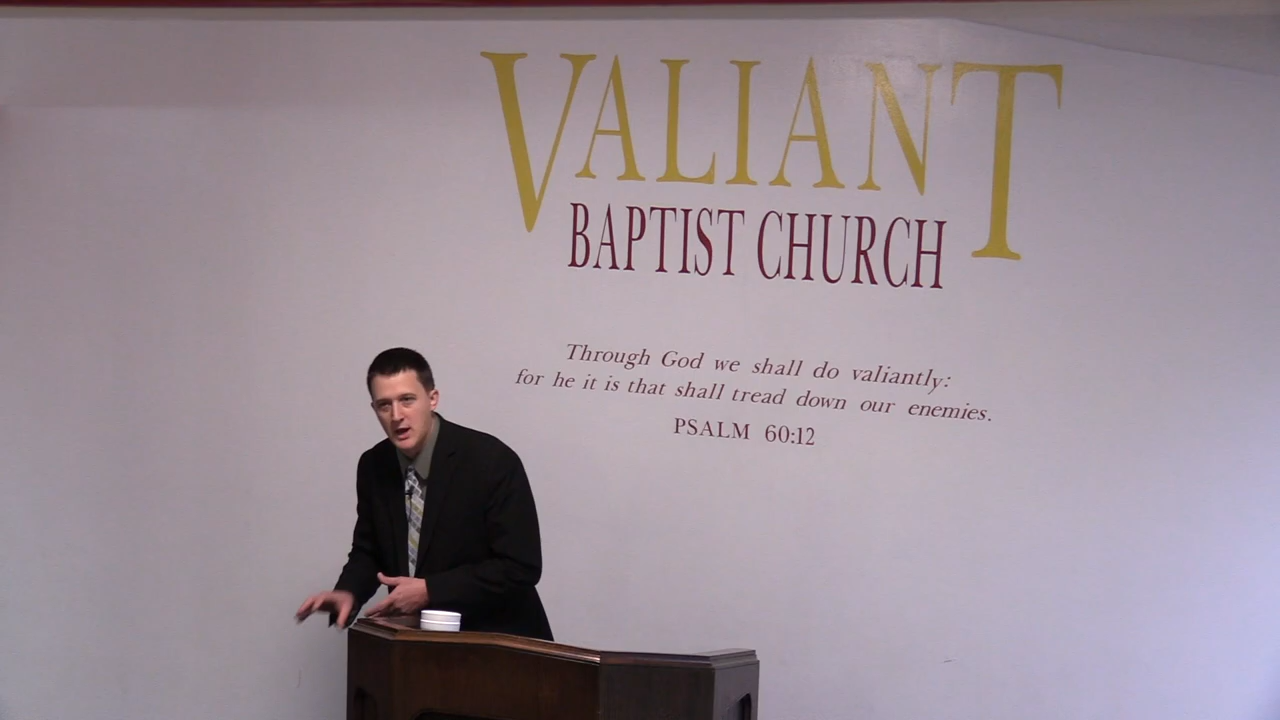 VALIANT
BAPTIST CHURCH
Through God we shall do valiantly:
for he it is that shall tread down our enemies.
PSALM 60:12